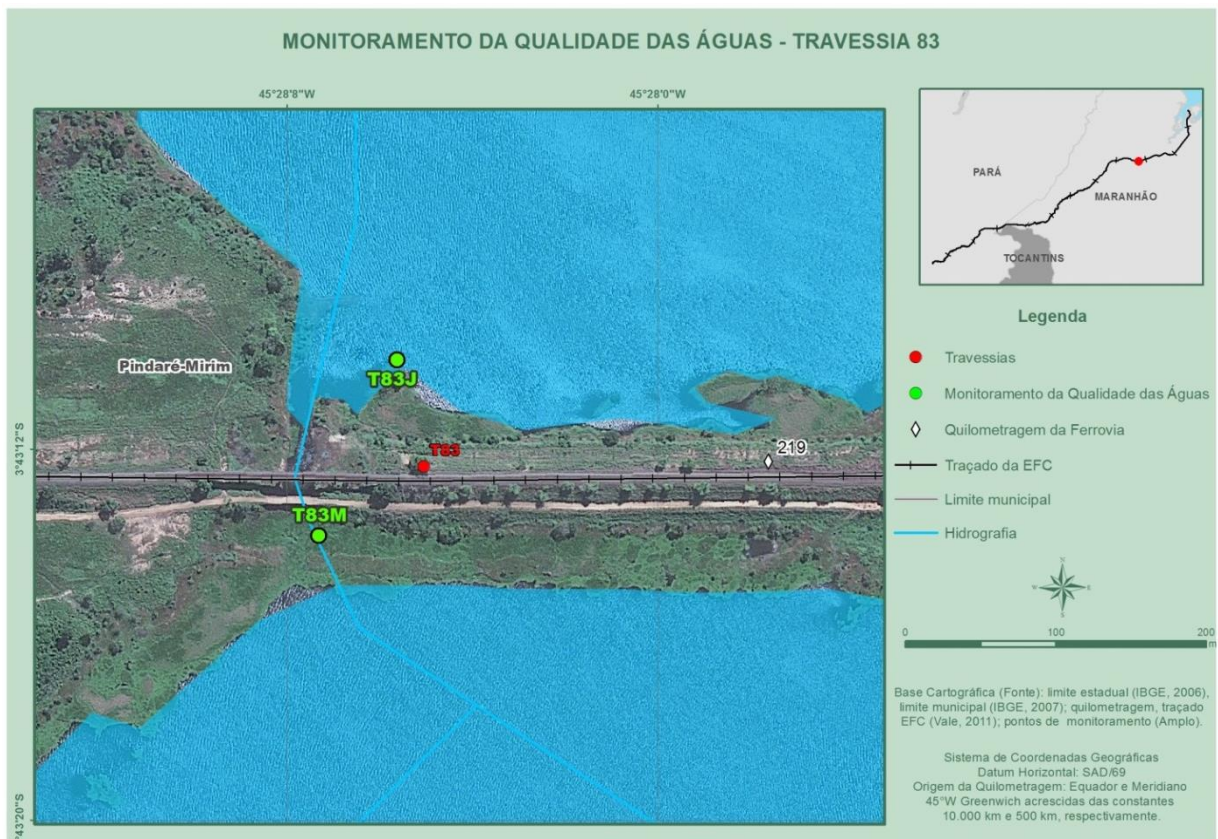 MONITORAMENTO DA QUALIDADE DAS ÁGUAS - TRAVESSIA 83
45°28'8"W
45°28'0"W
3°43'12"S
°43'20"S
Pindaré-Mirim
T83J
T83
T83M
219
PARÁ
MARANHÃO
TOCANTINS
Legenda
Travessias
Monitoramento da Qualidade das Águas
Quilometragem da Ferrovia
Traçado da EFC
Limite municipal
Hidrografia
N
W
E
S
0
100
200
m
Base Cartográfica (Fonte): limite estadual (IBGE, 2006),
limite municipal (IBGE, 2007); quilometragem, traçado
EFC (Vale, 2011); pontos de monitoramento (Amplo).
Sistema de Coordenadas Geográficas
Datum Horizontal: SAD/69
Origem da Quilometragem: Equador e Meridiano
45°W Greenwich acrescidas das constantes
10.000 km e 500 km, respectivamente.